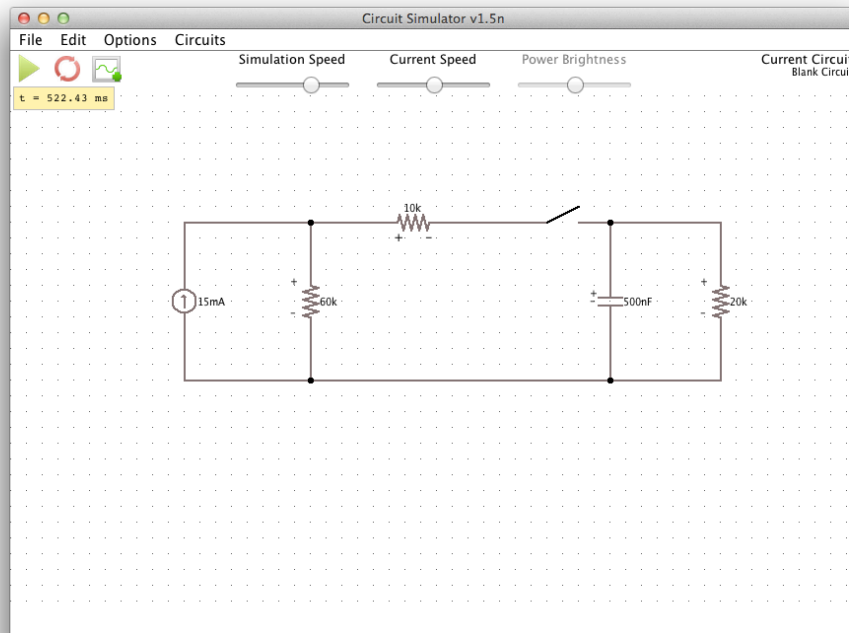 Circuit Simulator v1.5n
File Edit Options Circuits
Simulation Speed Current Speed Power Brightness Current Circui
Blank Circui
t = 522.43 ms
10k
+ -
15mA
+
60k
-
+
-
500nF
+
20k
-